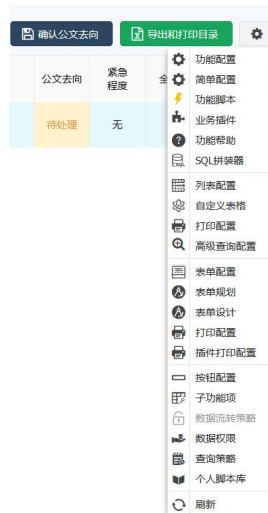 确认公文去向
导出和打印目录
公文去向
紧急
程度
全
待处理
无
功能配置
简单配置
功能脚本
业务插件
功能帮助
SQL拼装器
列表配置
自定义表格
打印配置
高级查询配置
表单配置
表单规划
表单设计
打印配置
插件打印配置
按钮配置
子功能项
数据流转策略
数据权限
查询策略
个人脚本库
刷新